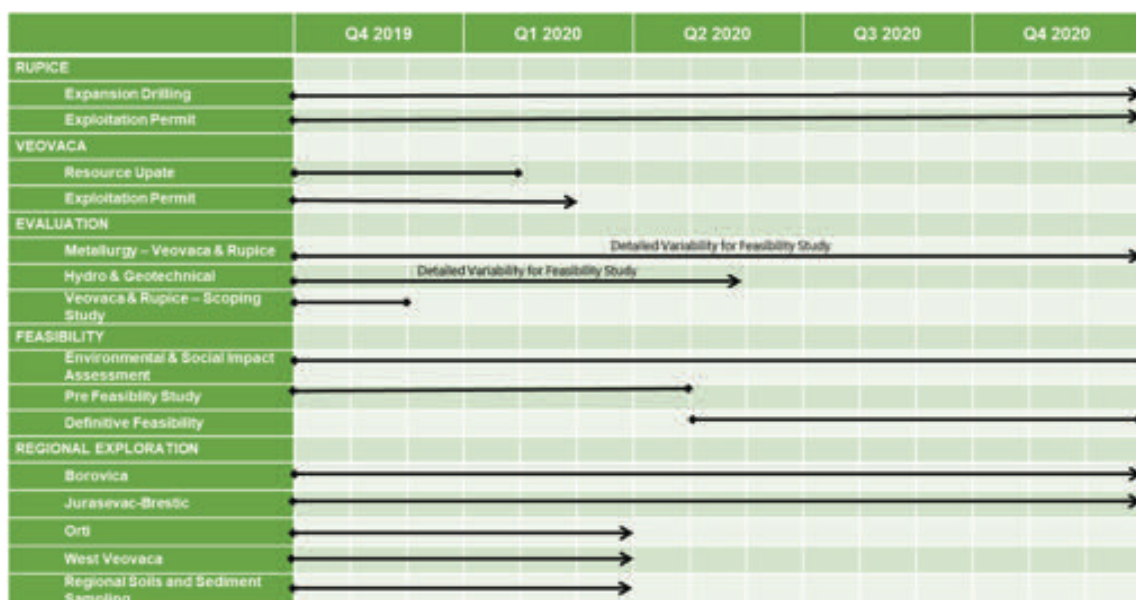 Q4 2019 Q1 2020 Q2 2020 Q3 2020 Q4 2020
RUPICE
Expansion Drilling
Exploitation Permit
VEOVACA
Resource Upate
Exploitation Permit
EVALUATION
Metallurgy – Veovaca & Rupice Detailed Variability for Feasibility Study
Hydro & Geotechnical Detailed Variability for Feasibility Study
Veovaca & Rupice – Scoping
Study
FEASIBILITY
Environmental & Social Impact
Assessment
Pre Feasiblity Study
Definitive Feasibility
REGIONAL EXPLORATION
Borovica
Jurasevac-Brestic
Orti
West Veovaca
Regional Soils and Sediment
Sampling